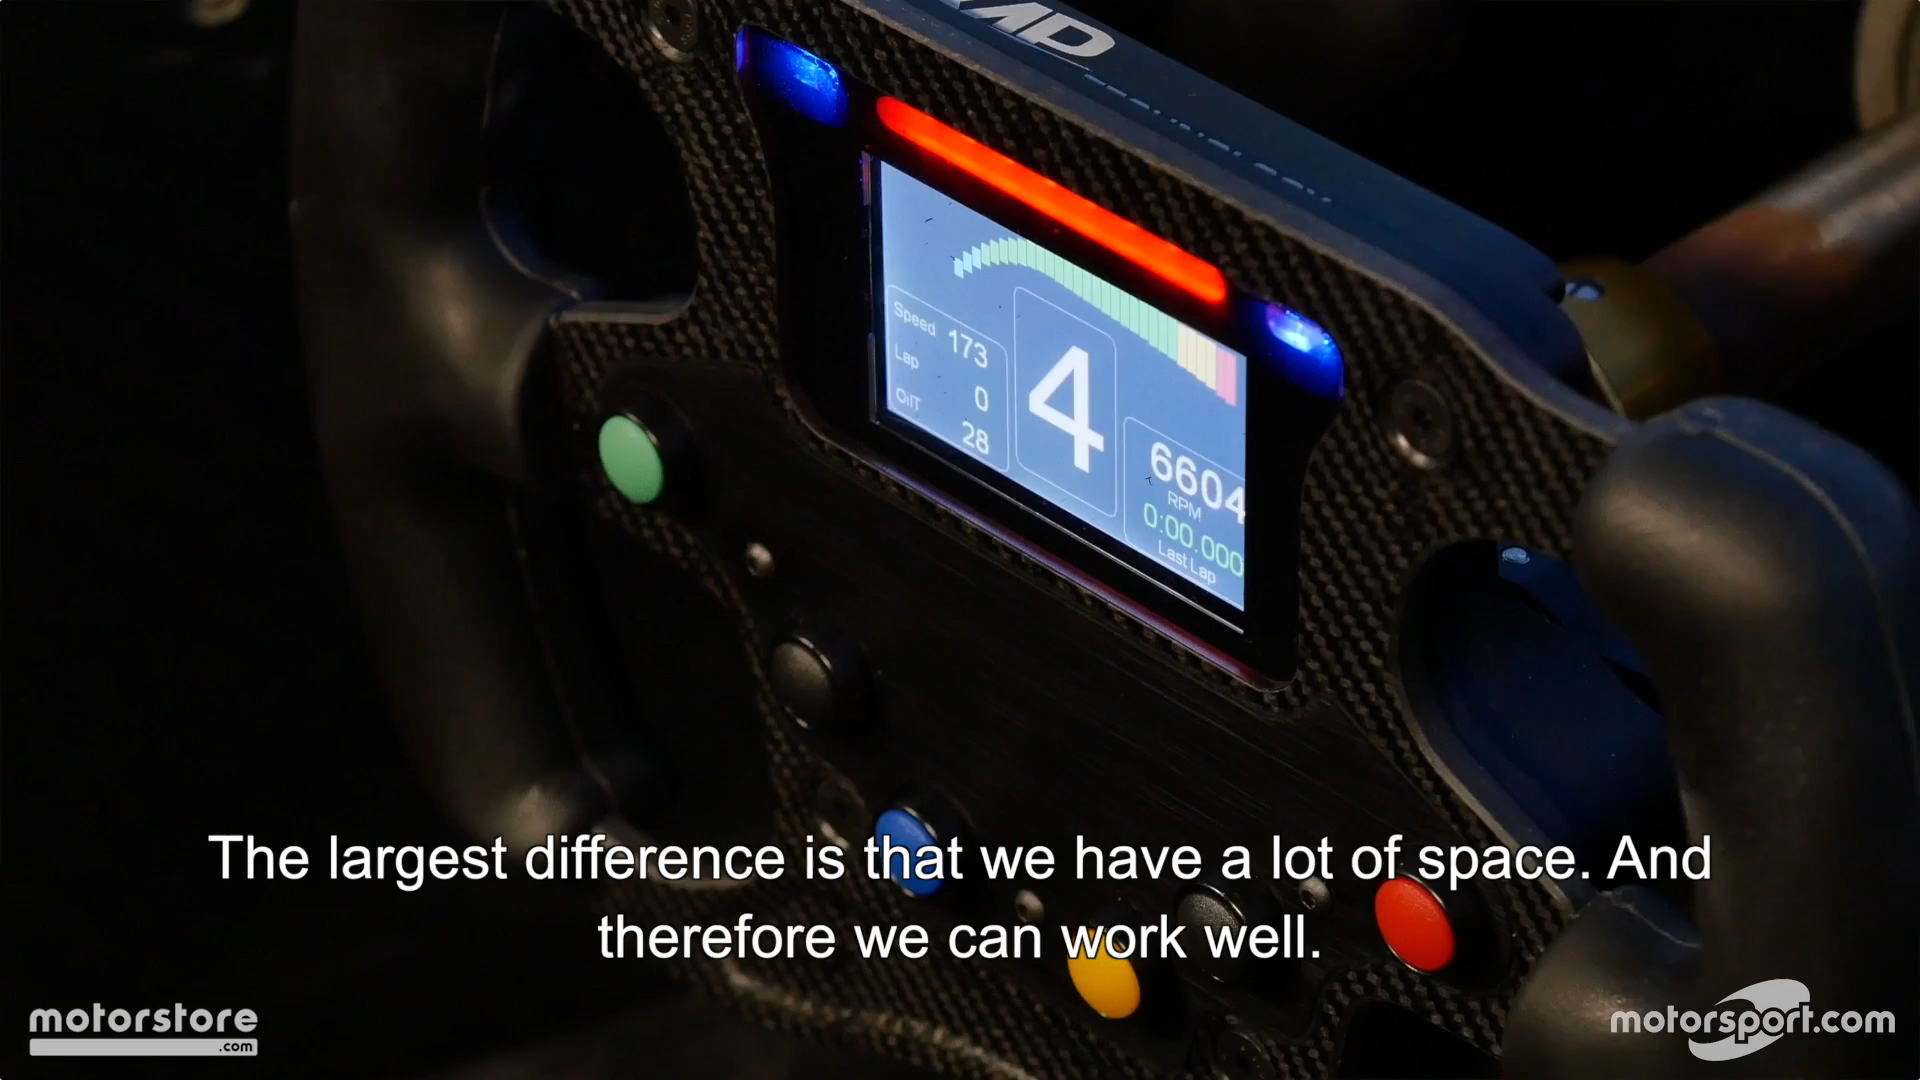 Speed 173
Lap 0
OilT 28
4
6604
RPM
0:00.000
Last Lap
The largest difference is that we have a lot of space. And
therefore we can work well.
motorstore
.com
motorsport.com